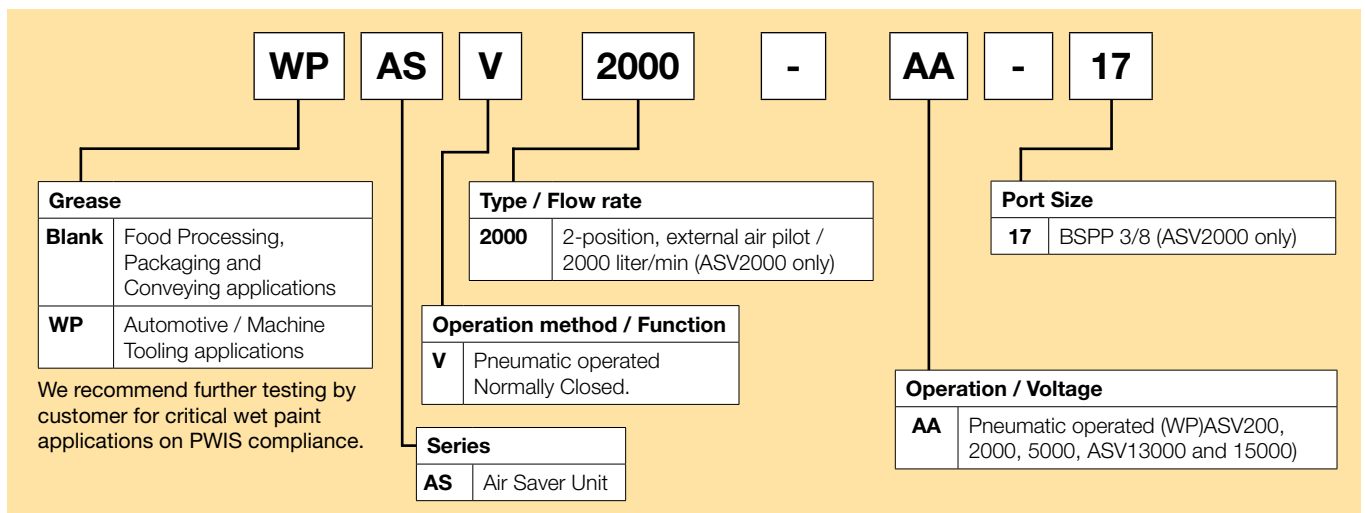 WP AS V 2000 - AA - 17
Grease
Blank Food Processing,
Packaging and
Conveying applications
WP Automotive / Machine
Tooling applications
We recommend further testing by
customer for critical wet paint
applications on PWIS compliance.
Series
AS Air Saver Unit
Operation method / Function
V Pneumatic operated
Normally Closed.
Type / Flow rate
2000 2-position, external air pilot /
2000 liter/min (ASV2000 only)
Operation / Voltage
AA Pneumatic operated (WP)ASV200,
2000, 5000, ASV13000 and 15000)
Port Size
17 BSPP 3/8 (ASV2000 only)